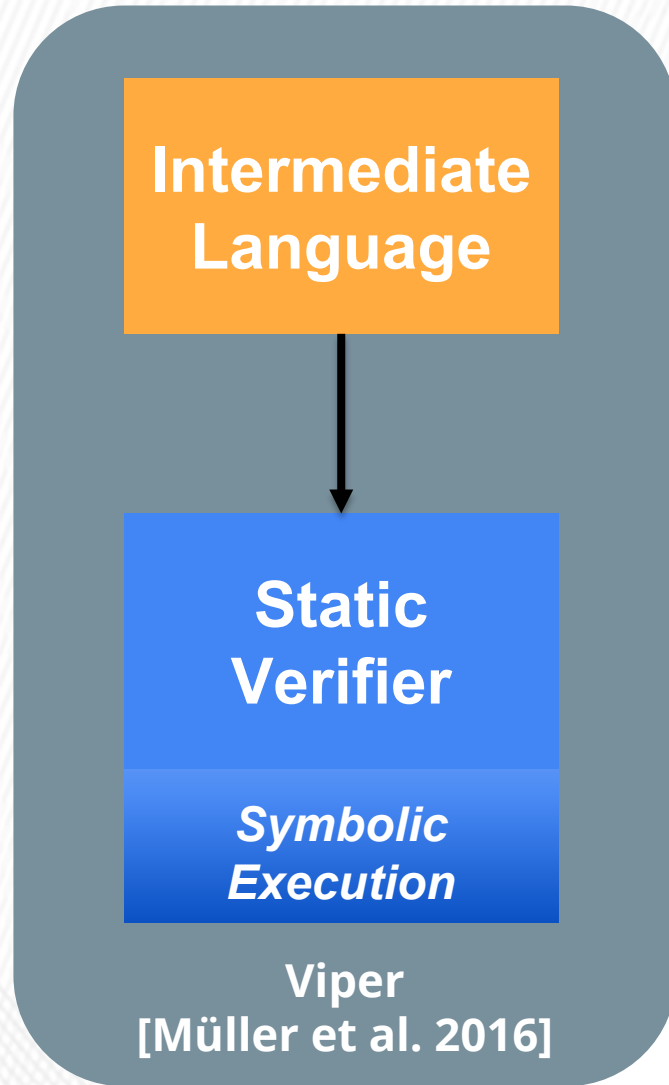 Intermediate
Language
Static
Verifier
Symbolic
Execution
Viper
[Müller et al. 2016]